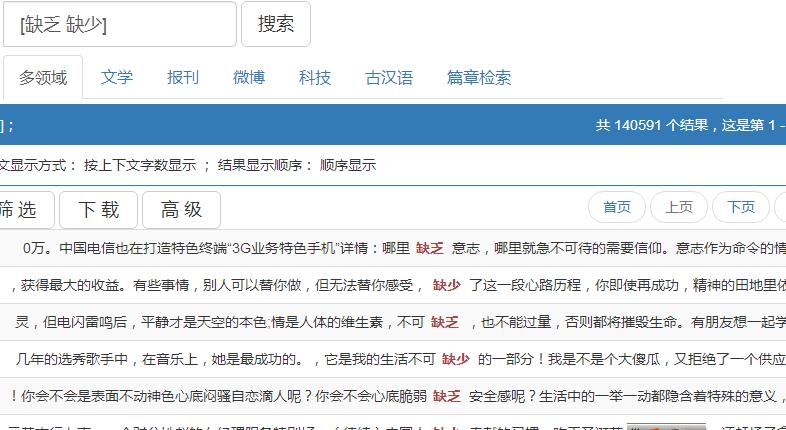 [缺乏 缺少] 搜索
多领域 文学 报刊 微博 科技 古汉语 篇章检索
]； 共 140591 个结果，这是第 1 -
文显示方式： 按上下文字数显示 ； 结果显示顺序： 顺序显示
筛 选 下 载 高 级 首页 上页 下页
0万。中国电信也在打造特色终端“3G业务特色手机”详情：哪里 缺乏 意志，哪里就急不可待的需要信仰。意志作为命令的情
，获得最大的收益。有些事情，别人可以替你做，但无法替你感受， 缺少 了这一段心路历程，你即使再成功，精神的田地里依
灵，但电闪雷鸣后，平静才是天空的本色;情是人体的维生素，不可 缺乏 ，也不能过量，否则都将摧毁生命。有朋友想一起学
几年的选秀歌手中，在音乐上，她是最成功的。，它是我的生活不可 缺少 的一部分！我是不是个大傻瓜，又拒绝了一个供应
！你会不会是表面不动神色心底闷骚自恋滴人呢？你会不会心底脆弱 缺乏 安全感呢？生活中的一举一动都隐含着特殊的意义，